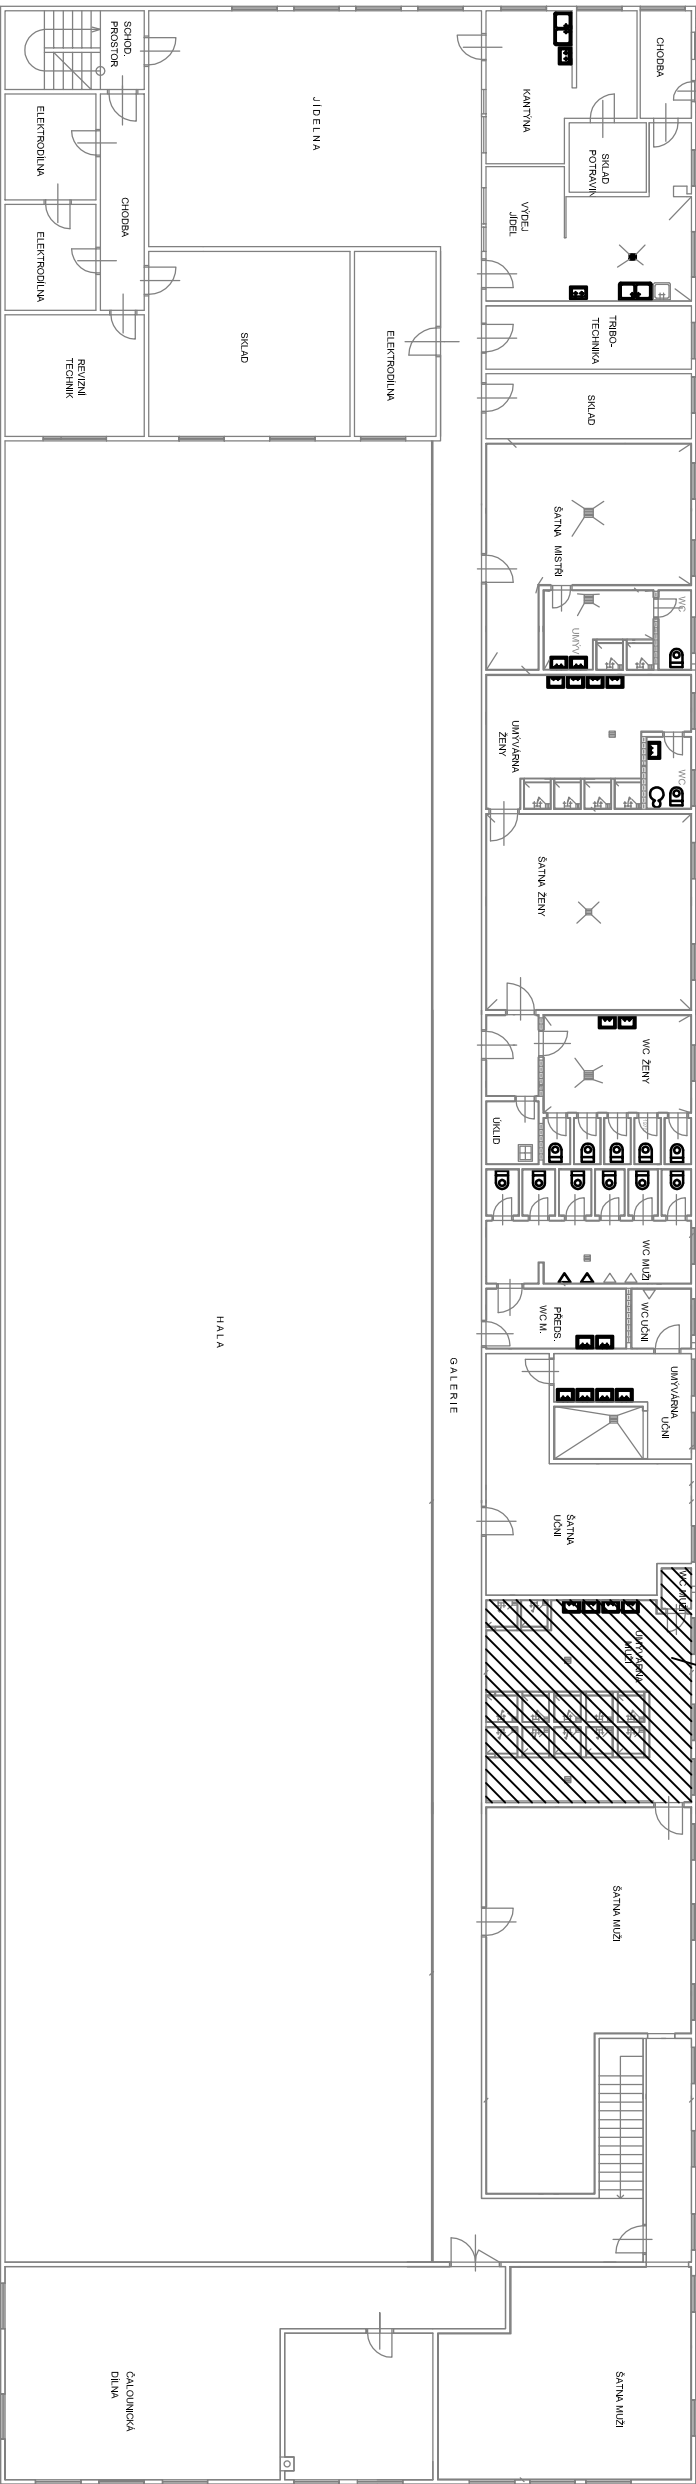 SCHOD.
PROSTOR
JÍDELNA
KANTÝNA
CHODBA
ELEKTRODÍLNA
SKLAD
POTRAVIN
CHODBA
VÝDEJ
JÍDEL
ELEKTRODÍLNA
REVIZNÍ
TECHNIK
SKLAD
ELEKTRODÍLNA
TRIBO-
TECHNIKA
SKLAD
ŠATNA MISTŘI
WC
UMÝV
UMÝVÁRNA
ŽENY
WC
ŠATNA ŽENY
WC ŽENY
ÚKLID
WC MUŽI
PŘEDS.
WC M.
WC UČNI
HALA
GALERIE
UMÝVÁRNA
UČNI
ŠATNA
UČNI
WC MUŽI
UMÝVÁRNA
MUŽI
ŠATNA MUŽI
ČALOUNICKÁ
DÍLNA
ŠATNA MUŽI